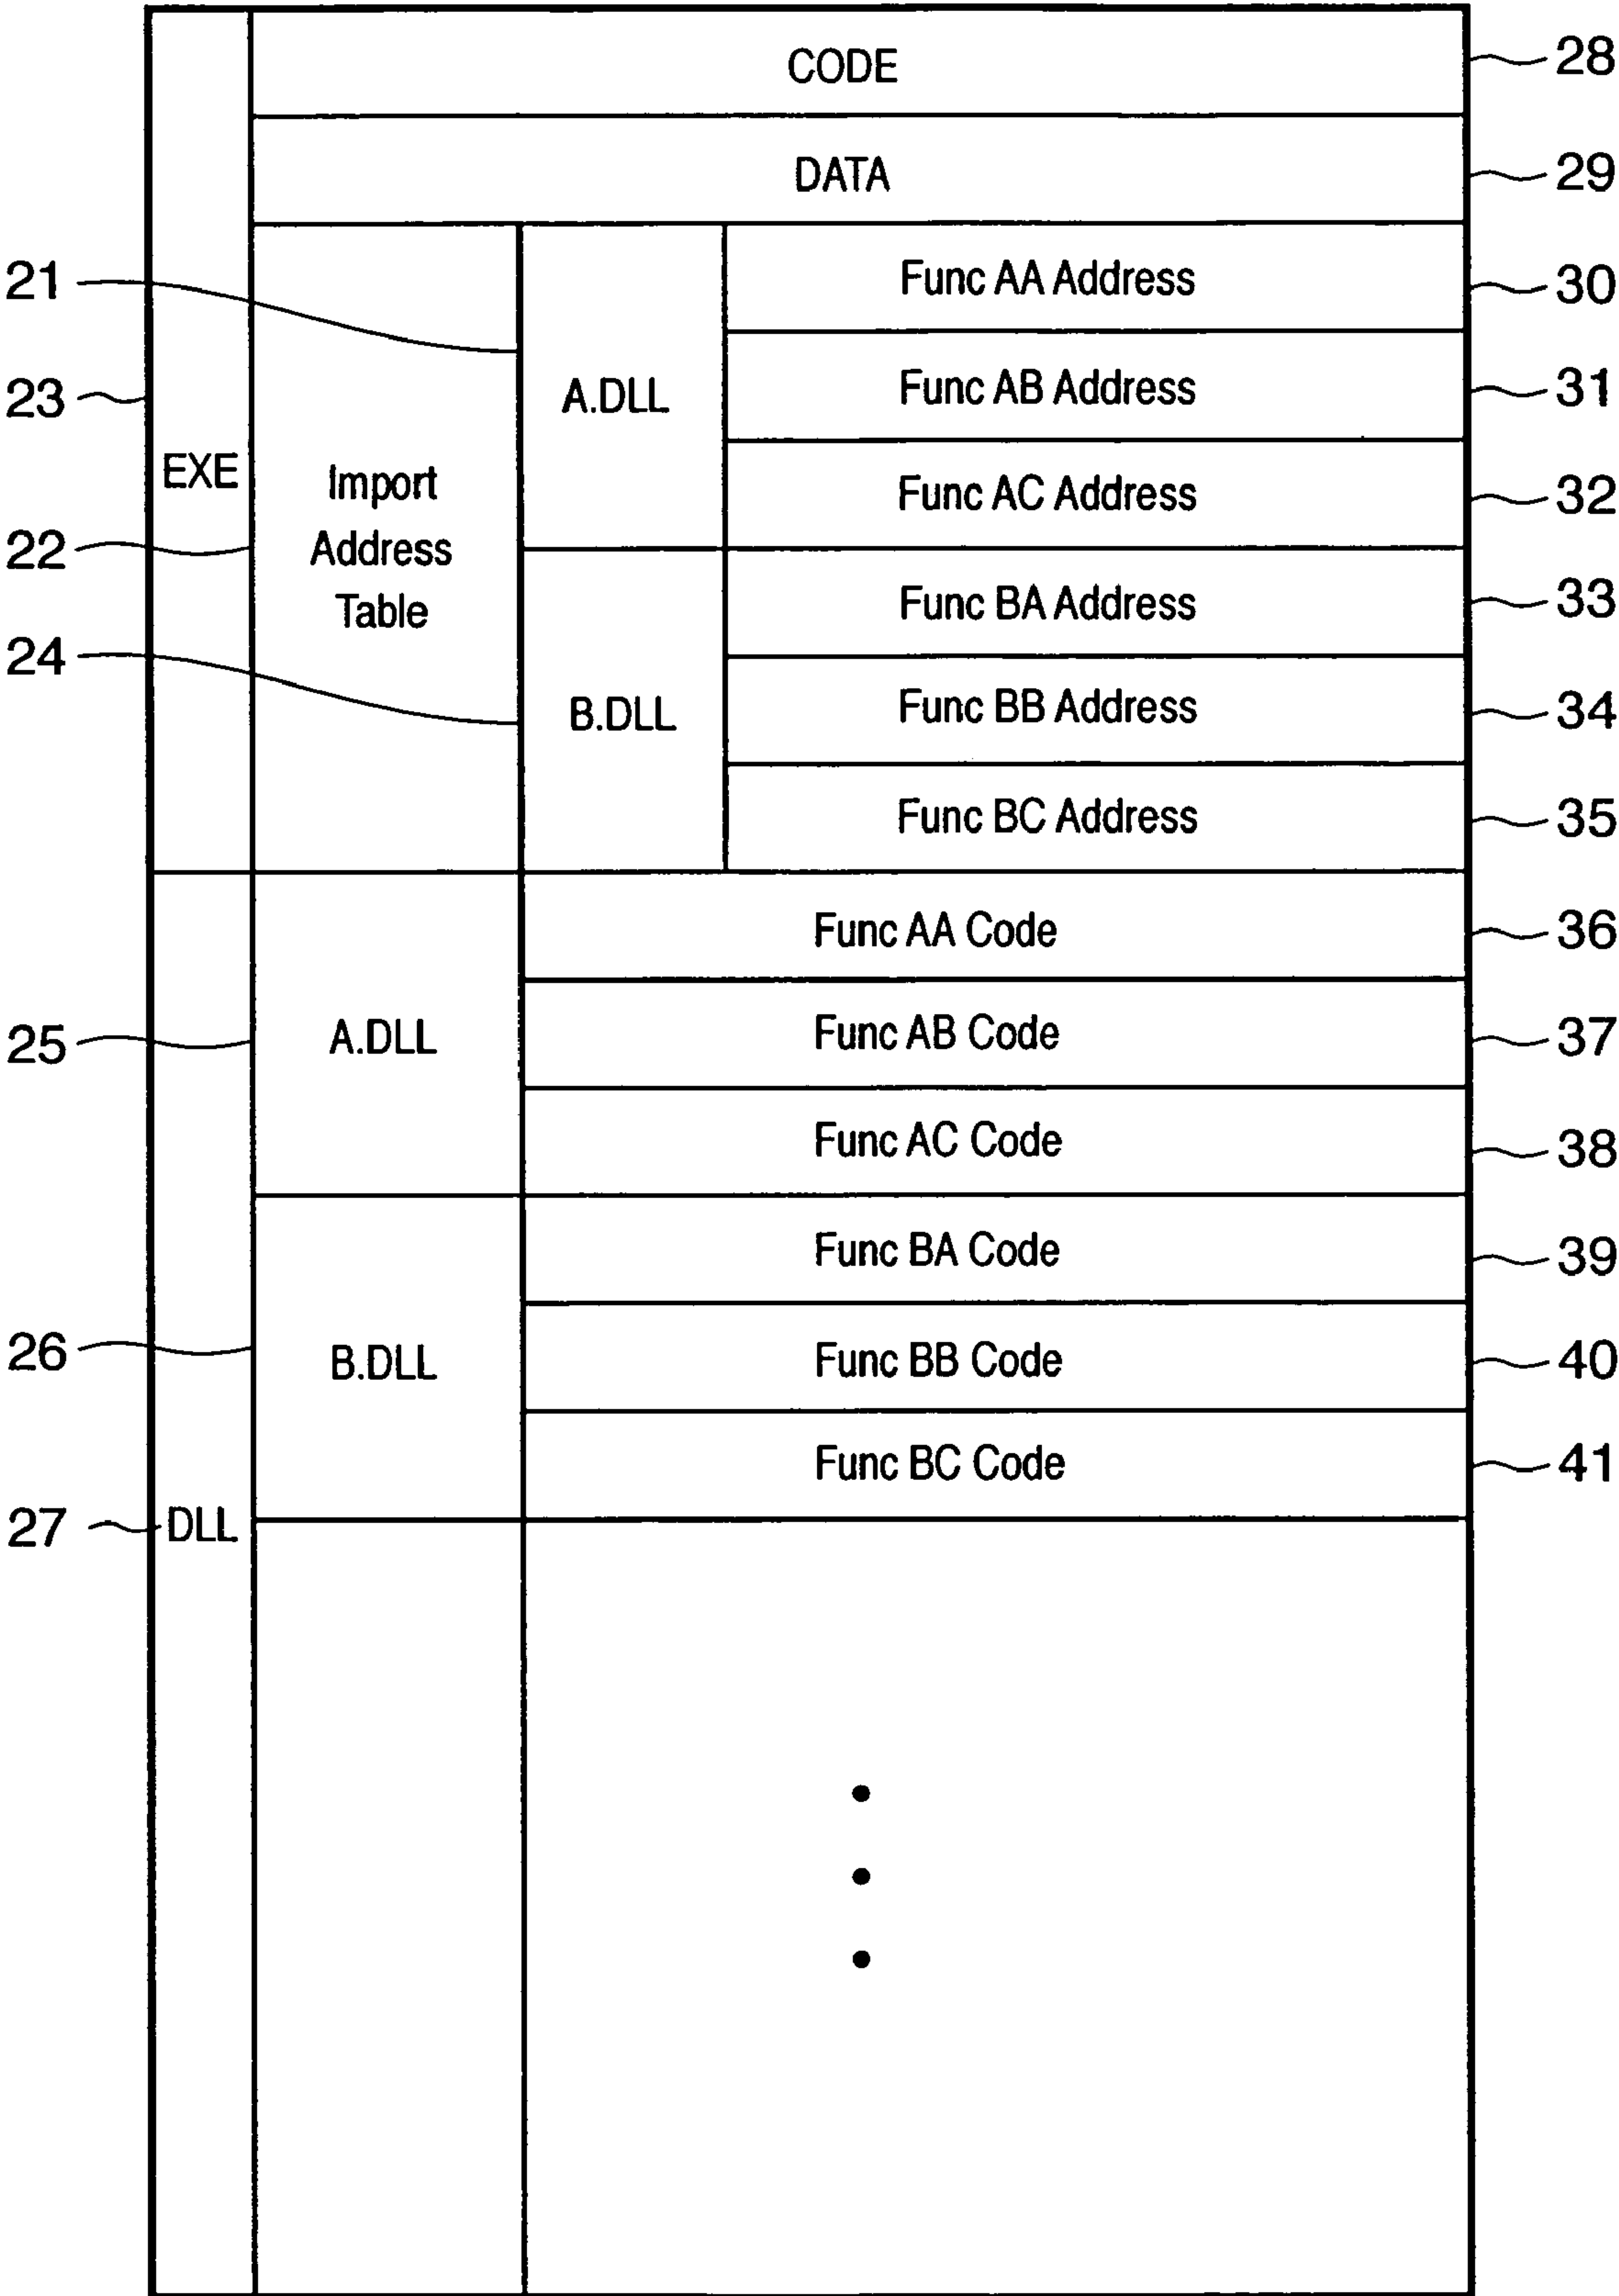 CODE
28
DATA
29
21
Func AA Address
30
23
A.DLL
Func AB Address
31
EXE
Import
Address
Table
Func AC Address
32
22
Func BA Address
33
24
B.DLL
Func BB Address
34
Func BC Address
35
Func AA Code
36
25
A.DLL
Func AB Code
37
Func AC Code
38
Func BA Code
39
26
B.DLL
Func BB Code
40
Func BC Code
41
27
DLL